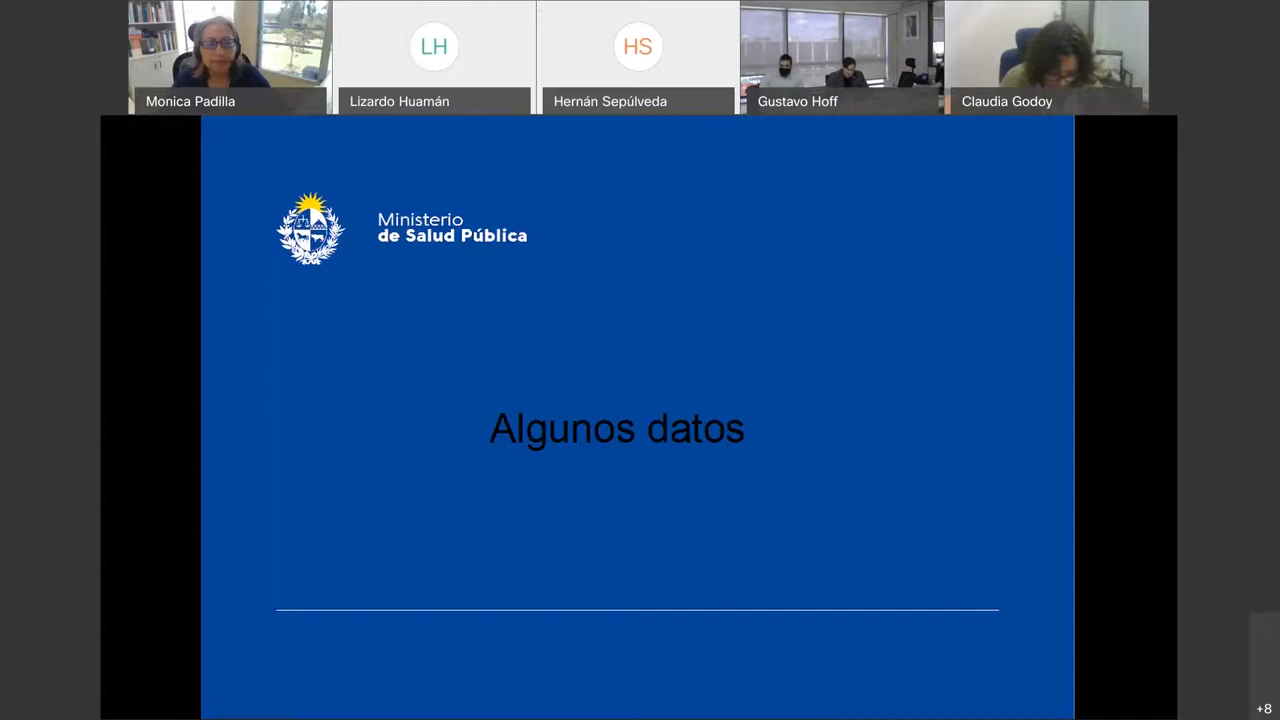 Monica Padilla
LH
Lizardo Huamán
HS
Hernán Sepúlveda
Gustavo Hoff
Claudia Godoy
Ministerio
de Salud Pública
Algunos datos
+8